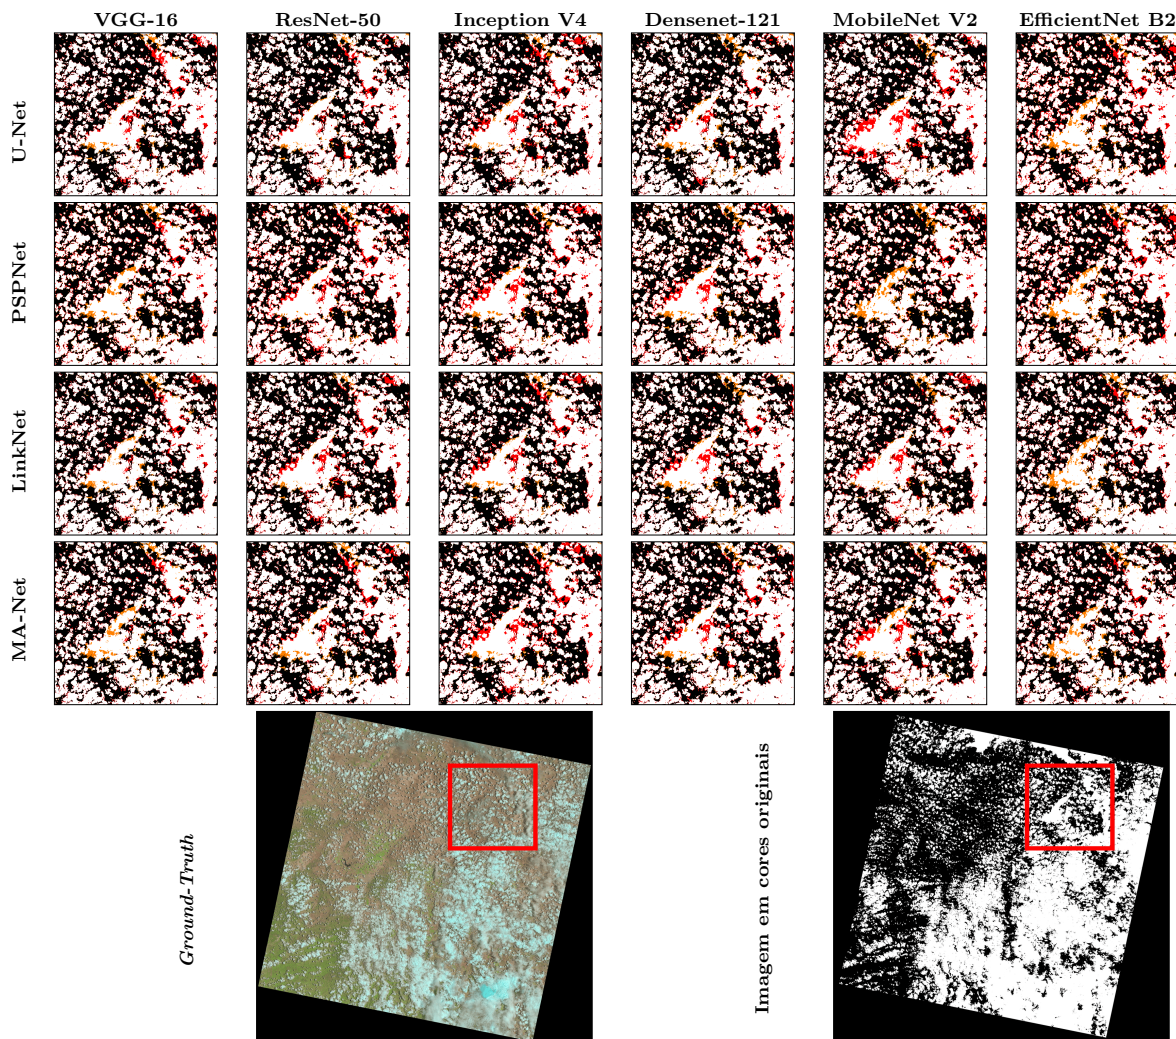 VGG-16
ResNet-50
Inception V4
Densenet-121
MobileNet V2
EfficientNet B2
U-Net
PSPNet
LinkNet
MA-Net
Ground-Truth
Imagem em cores originais